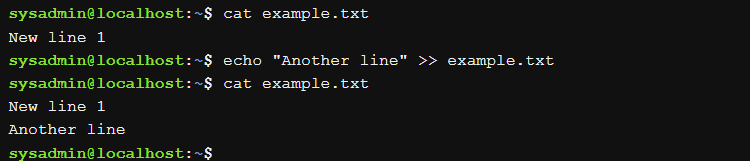 sysadmin@localhost:~$ cat example.txt
New line 1
sysadmin@localhost:~$ echo "Another line" >> example.txt
sysadmin@localhost:~$ cat example.txt
New line 1
Another line
sysadmin@localhost:~$